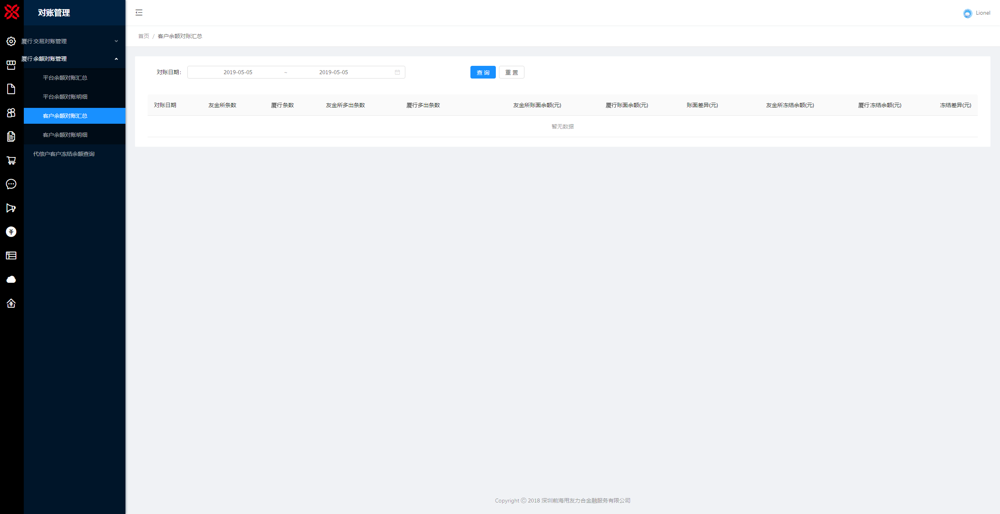 对账管理
Lionel
首页 / 客户余额对账汇总
厦行交易对账管理
厦行余额对账管理
平台余额对账汇总
平台余额对账明细
客户余额对账汇总
客户余额对账明细
代偿户客户冻结余额查询
对账日期： 2019-05-05 ~ 2019-05-05 查 询 重 置
对账日期 友金所条数 厦行条数 友金所多出条数 厦行多出条数 友金所账面余额(元) 厦行账面余额(元) 账面差异(元) 友金所冻结余额(元) 厦行冻结余额(元) 冻结差异(元)
暂无数据
Copyright © 2018 深圳前海用友力合金融服务有限公司